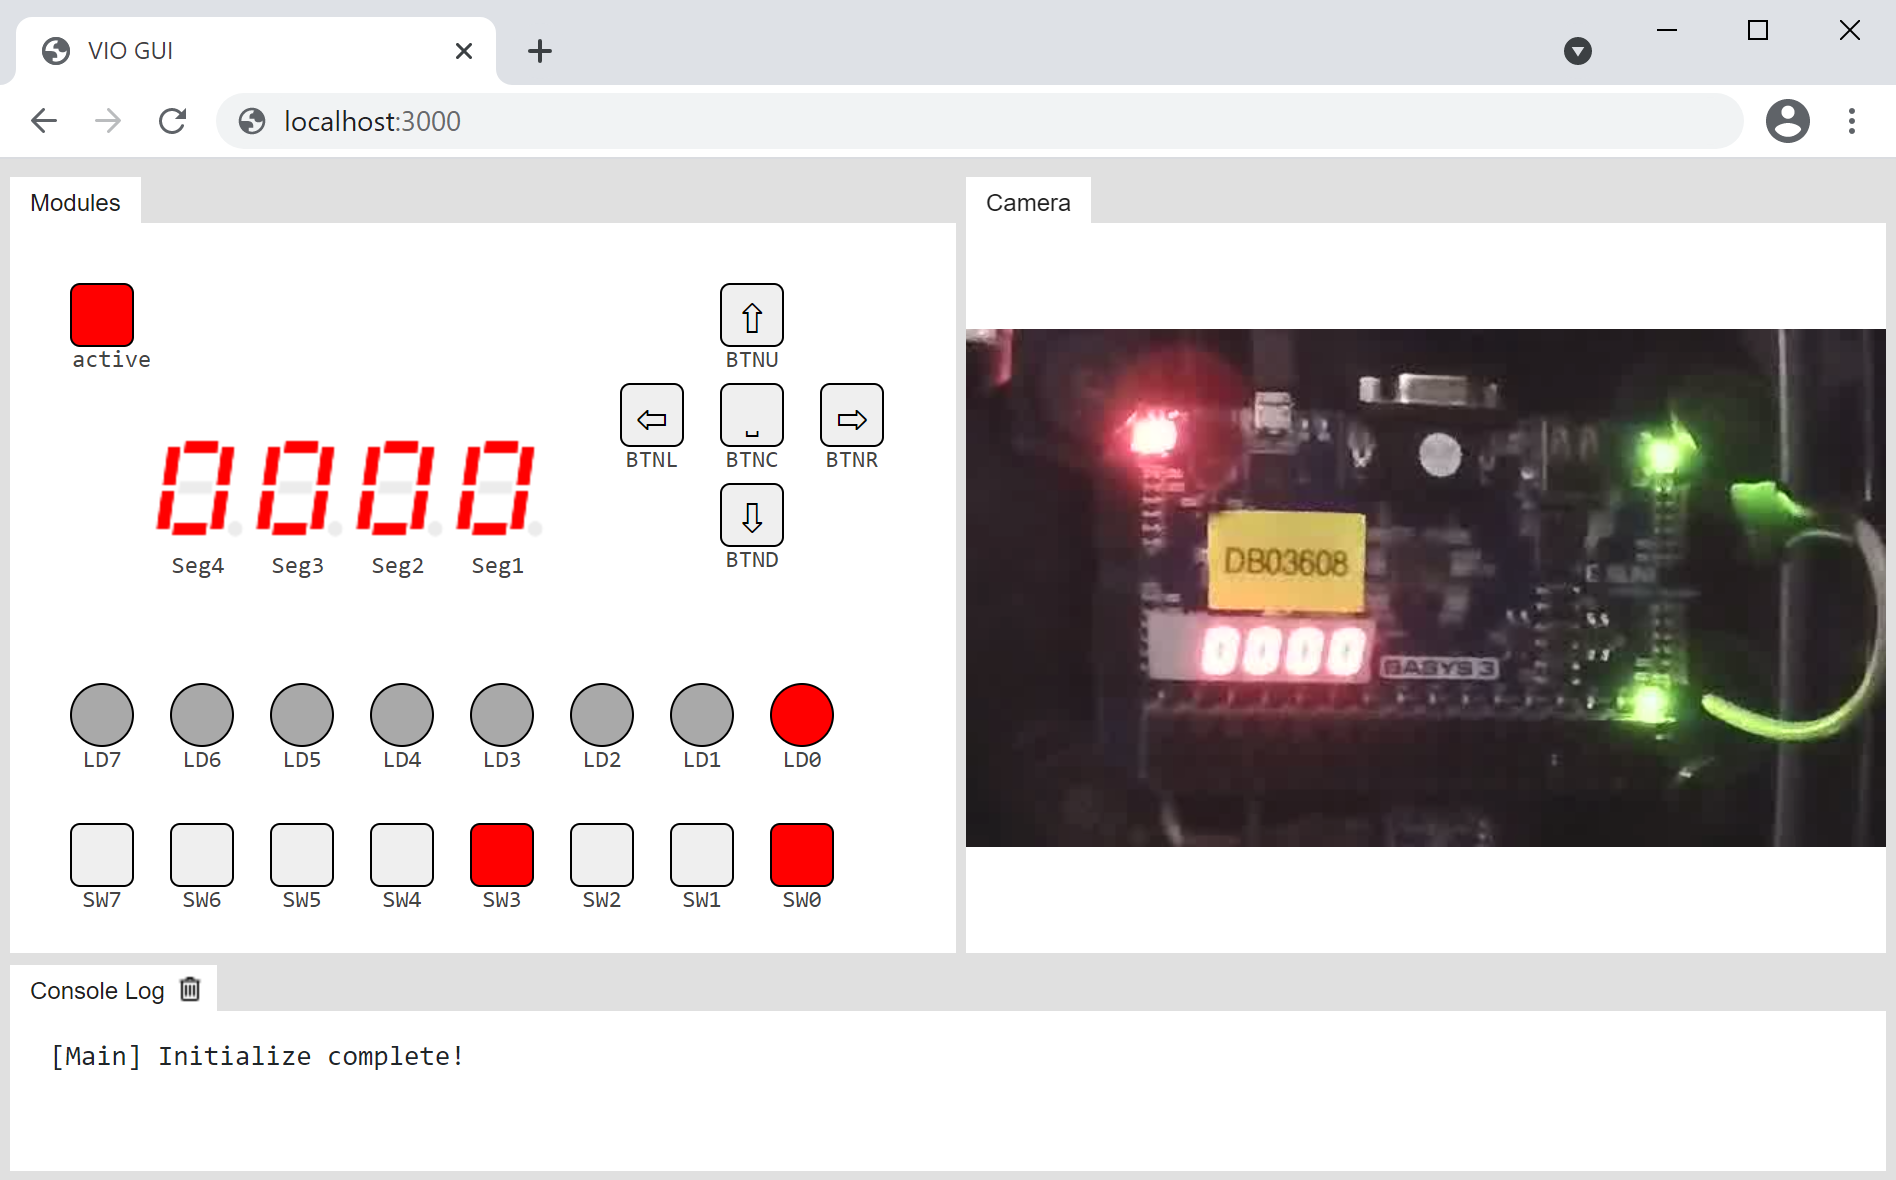 VIO GUI
localhost:3000
Modules
active
BTNU
BTNL BTNC BTNR
BTND
0000
Seg4 Seg3 Seg2 Seg1
LD7 LD6 LD5 LD4 LD3 LD2 LD1 LD0
SW7 SW6 SW5 SW4 SW3 SW2 SW1 SW0
Camera
DB03608
0000
BASYS 3
Console Log
[Main] Initialize complete!